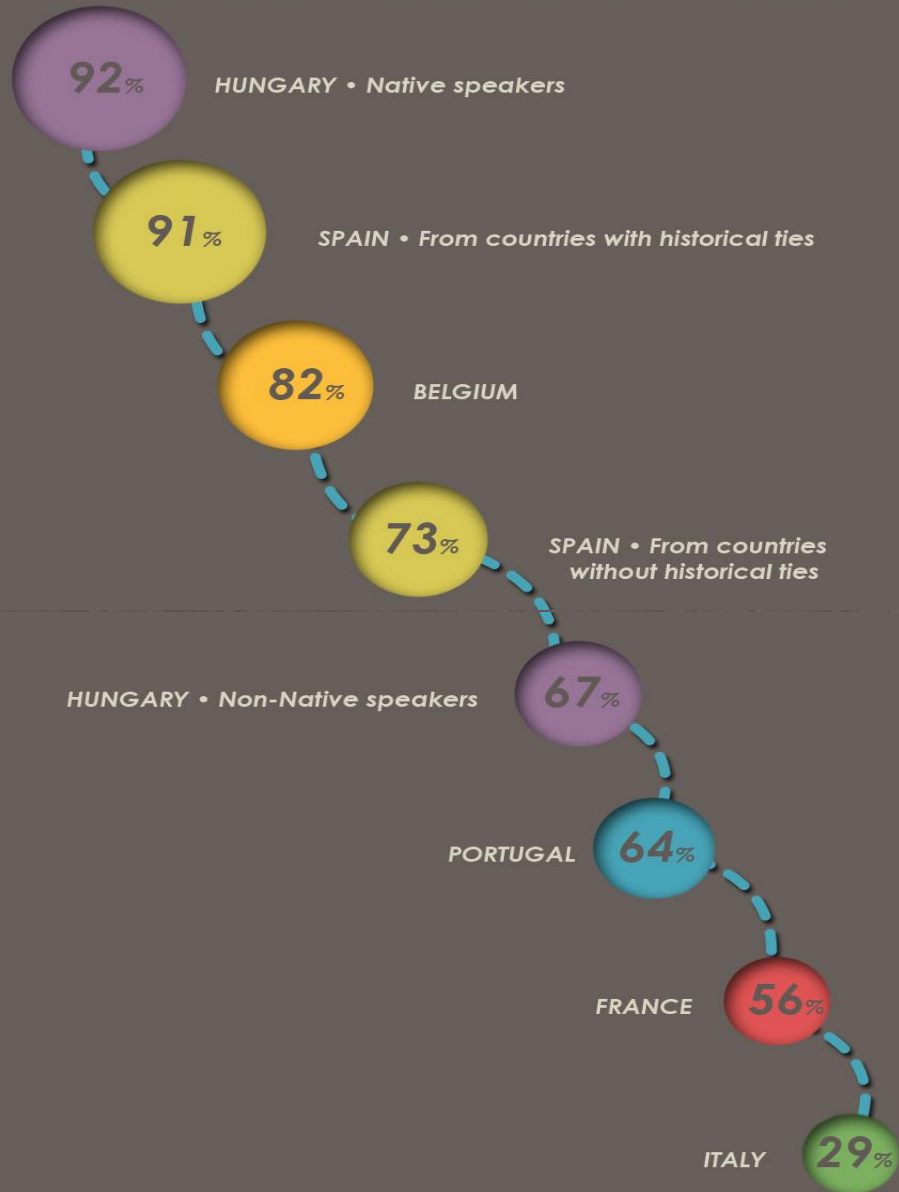 92% HUNGARY • Native speakers
91% SPAIN • From countries with historical ties
82% BELGIUM
73% SPAIN • From countries
without historical ties
HUNGARY • Non-Native speakers 67%
PORTUGAL 64%
FRANCE 56%
ITALY 29%